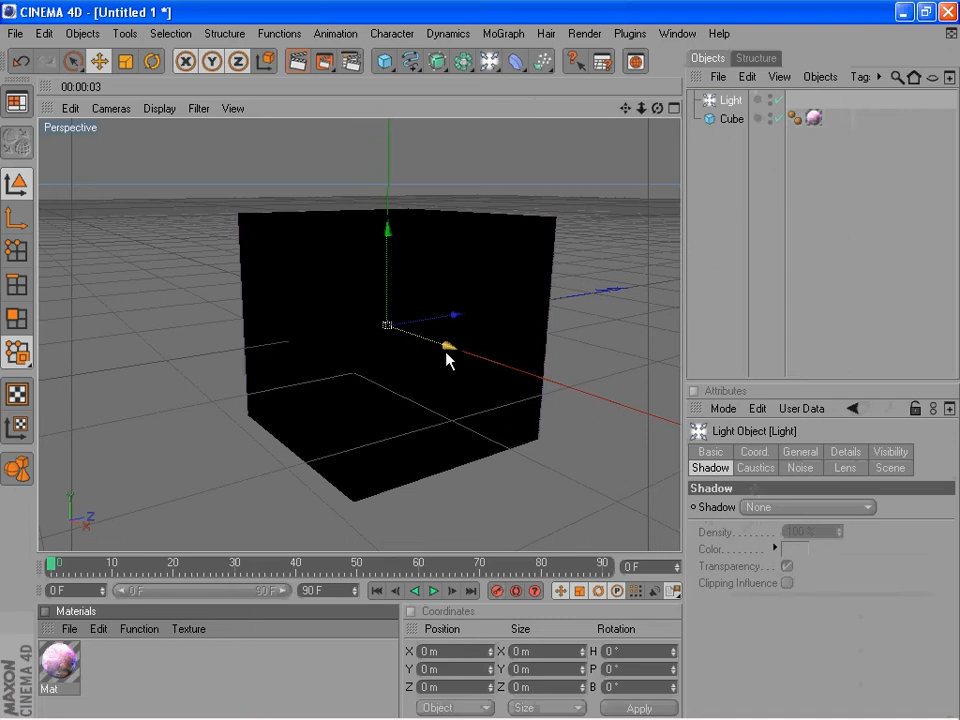 CINEMA 4D - [Untitled 1 *]
File Edit Objects Tools Selection Structure Functions Animation Character Dynamics MoGraph Hair Render Plugins Window Help
X Y Z
00:00:03
Edit Cameras Display Filter View
Perspective
Y
Z
X
0 10 20 30 40 50 60 70 80 90 0 F
0 F 0 F 90 F 90 F
Materials
File Edit Function Texture
Mat
MAXON
CINEMA 4D
Coordinates
Position Size Rotation
X 0 m X 0 m H 0 °
Y 0 m Y 0 m P 0 °
Z 0 m Z 0 m B 0 °
Object Size Apply
Objects Structure
File Edit View Objects Tag:
Light
Cube
Attributes
Mode Edit User Data
Light Object [Light]
Basic Coord. General Details Visibility
Shadow Caustics Noise Lens Scene
Shadow
Shadow None
Density. . . . . . . . 100 %
Color. . . . . . . .
Transparency. . .
Clipping Influence